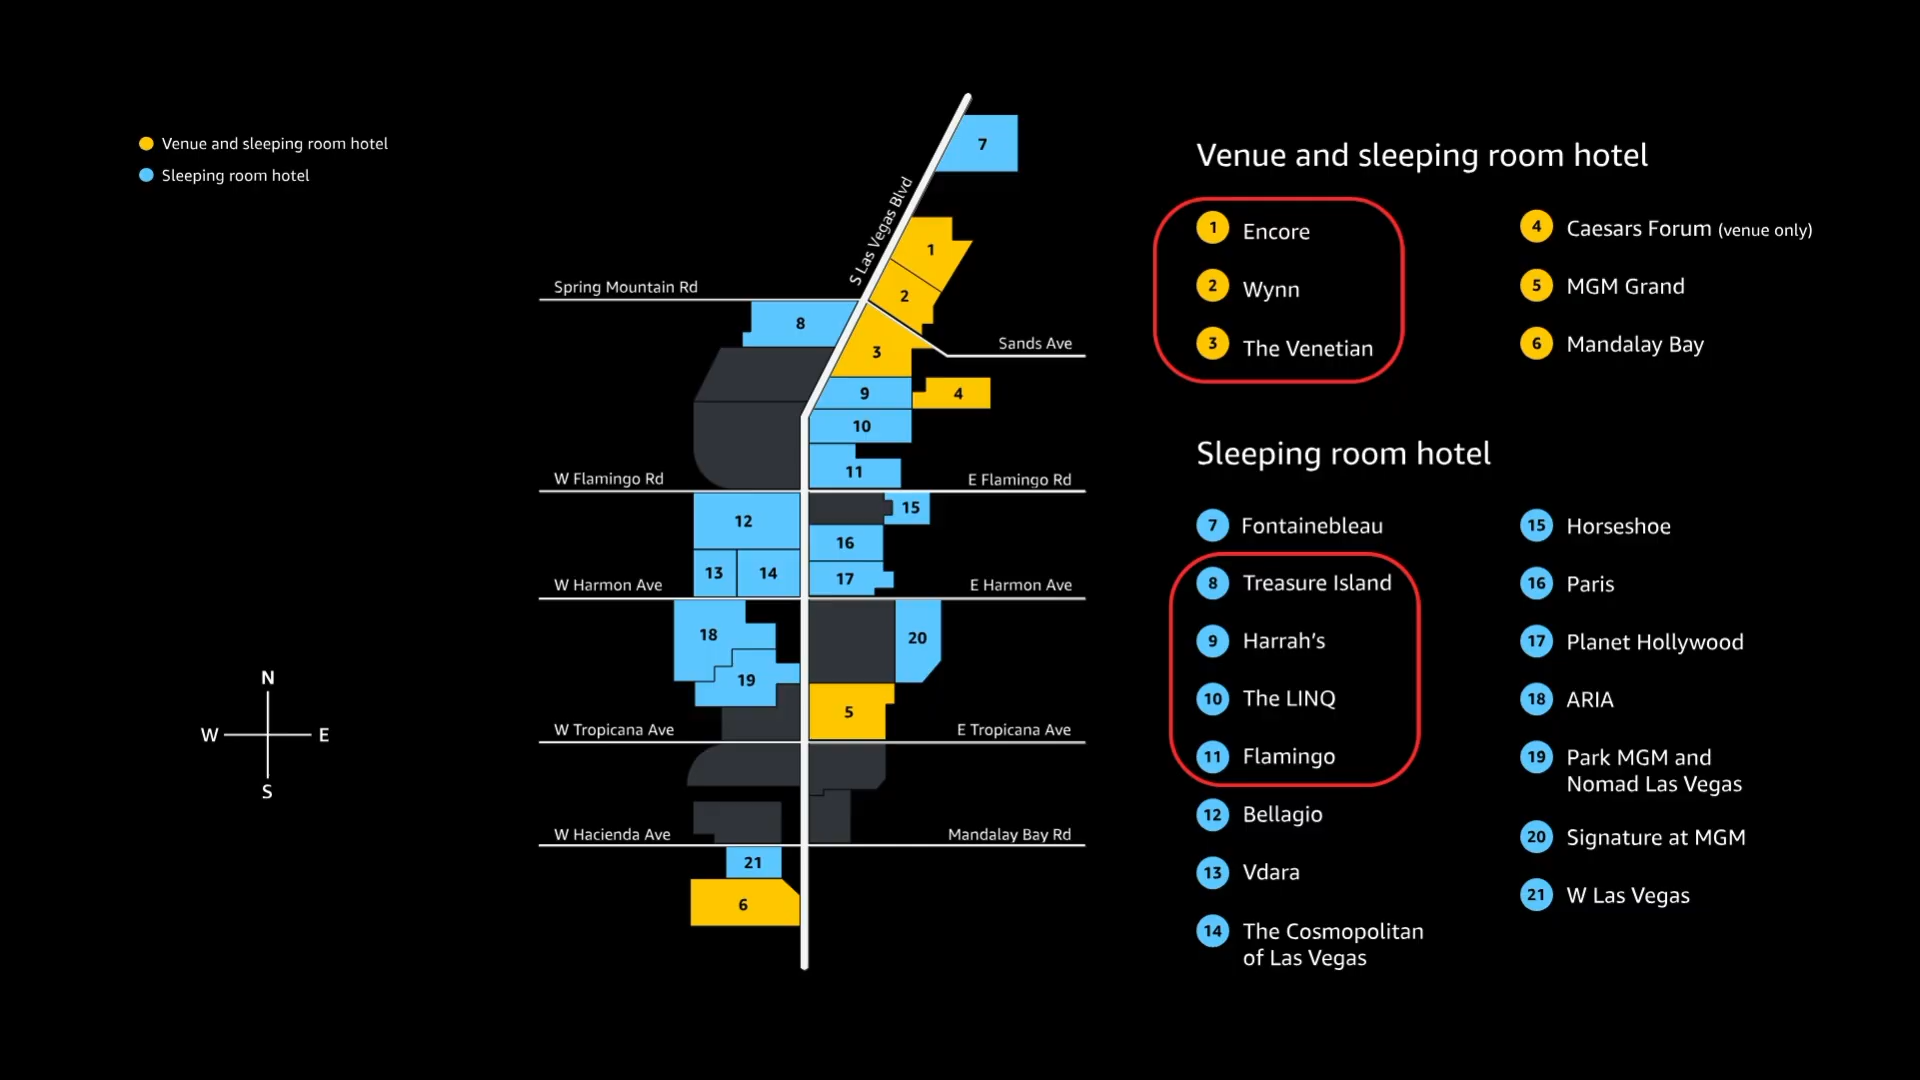 Venue and sleeping room hotel
Sleeping room hotel
7
S Las Vegas Blvd
1
2
Spring Mountain Rd
8
3
Sands Ave
9
4
10
11
W Flamingo Rd
E Flamingo Rd
12
15
16
13
14
17
W Harmon Ave
E Harmon Ave
18
20
19
5
W Tropicana Ave
E Tropicana Ave
W Hacienda Ave
Mandalay Bay Rd
21
6
N
W
E
S
Venue and sleeping room hotel
1 Encore
2 Wynn
3 The Venetian
4 Caesars Forum (venue only)
5 MGM Grand
6 Mandalay Bay
Sleeping room hotel
7 Fontainebleau
8 Treasure Island
9 Harrah’s
10 The LINQ
11 Flamingo
12 Bellagio
13 Vdara
14 The Cosmopolitan
of Las Vegas
15 Horseshoe
16 Paris
17 Planet Hollywood
18 ARIA
19 Park MGM and
Nomad Las Vegas
20 Signature at MGM
21 W Las Vegas